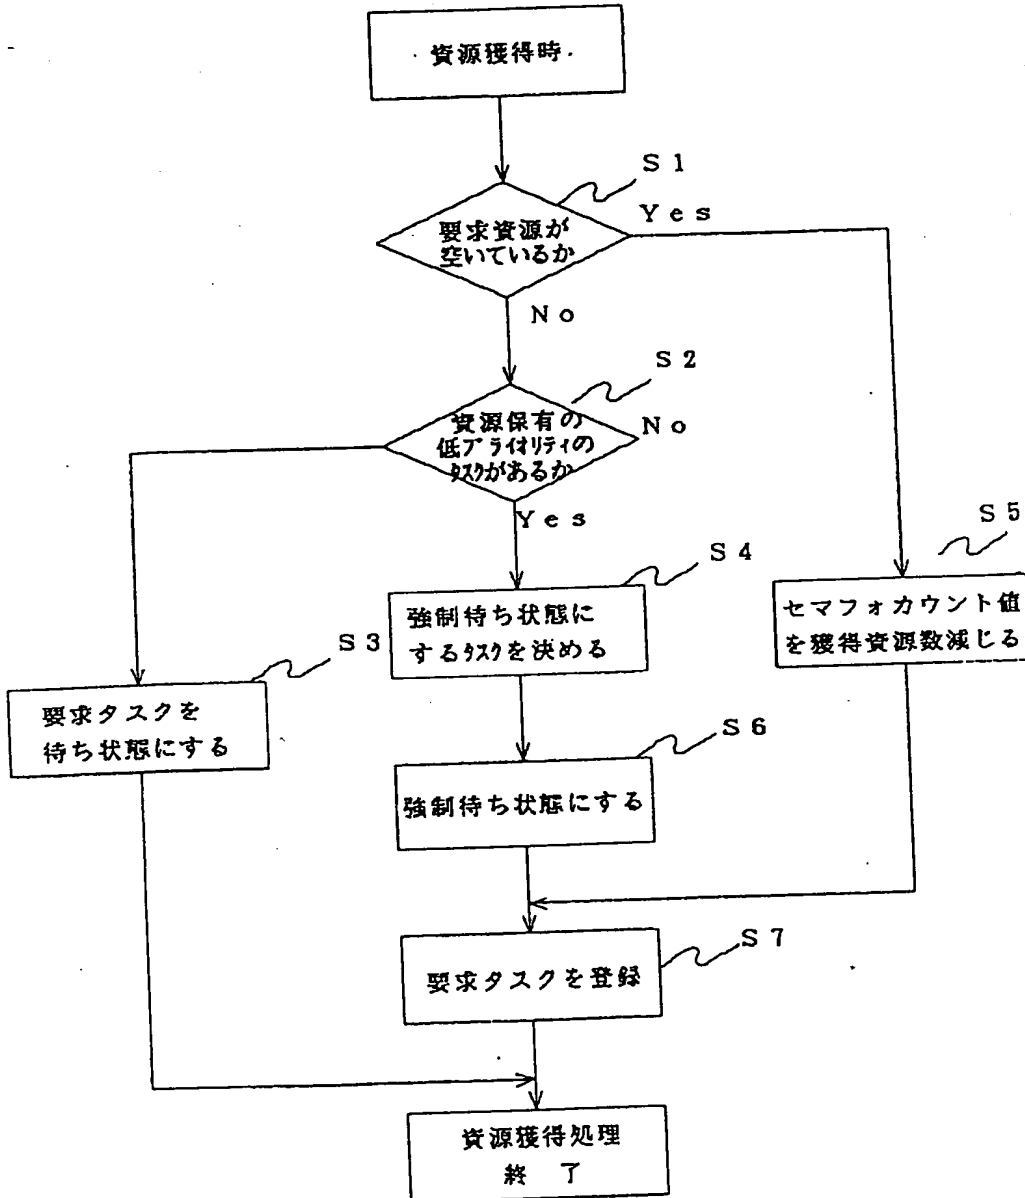 資源獲得時
S1
Yes
要求資源が
空いているか
No
S2
資源保有の
低プライオリティの
タスクがあるか
No
Yes
S4
S5
強制待ち状態に
するタスクを決める
セマフォカウント値
を獲得資源数減じる
S3
要求タスクを
待ち状態にする
S6
強制待ち状態にする
S7
要求タスクを登録
資源獲得処理
終 了